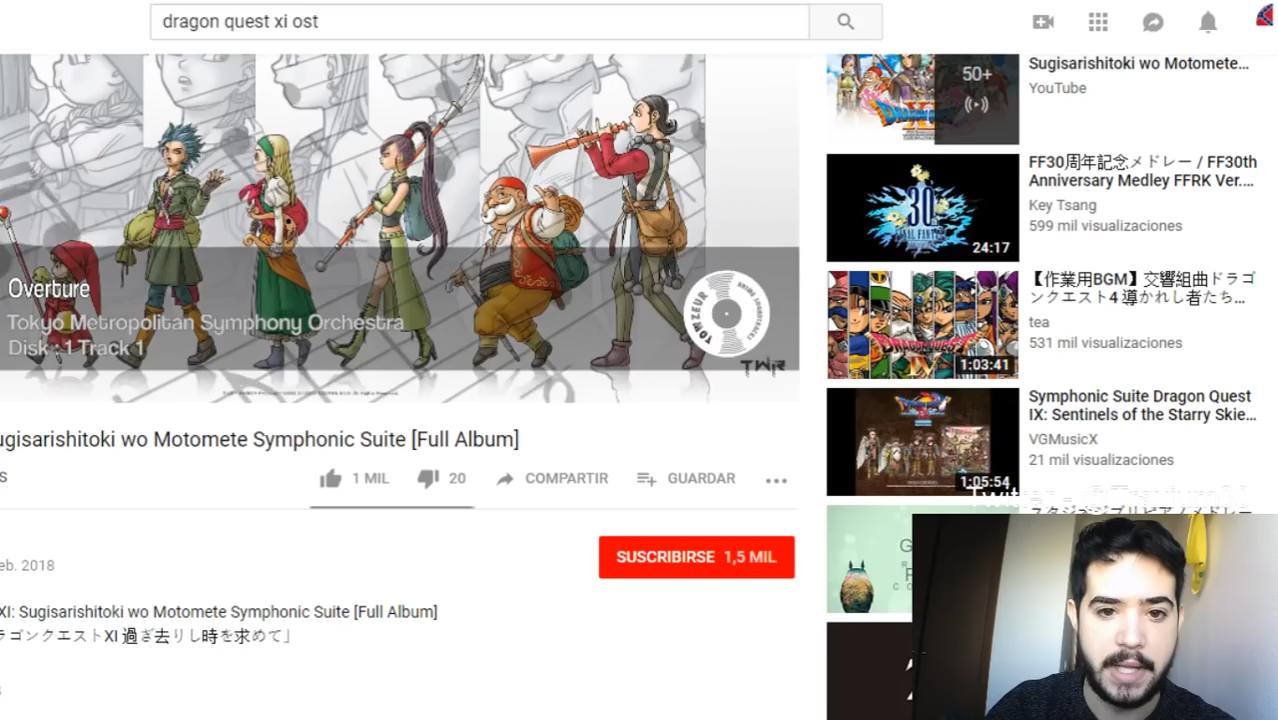 dragon quest xi ost
Overture
Tokyo Metropolitan Symphony Orchestra
Disk : 1 Track 1
TOWZEUR
ANIME SOUNDTRACKS
TWR
ugisarishitoki wo Motomete Symphonic Suite [Full Album]
S
1 MIL
20
COMPARTIR
GUARDAR
eb. 2018
SUSCRIBIRSE 1,5 MIL
XI: Sugisarishitoki wo Motomete Symphonic Suite [Full Album]
ラゴンクエストXI 過ぎ去りし時を求めて」
50+
Sugisarishitoki wo Motomete...
YouTube
30
FINAL FANTASY
24:17
FF30周年記念メドレー / FF30th
Anniversary Medley FFRK Ver....
Key Tsang
599 mil visualizaciones
1:03:41
【作業用BGM】交響組曲ドラゴ
ンクエスト4 導かれし者たち...
tea
531 mil visualizaciones
1:05:54
Symphonic Suite Dragon Quest
IX: Sentinels of the Starry Skie...
VGMusicX
21 mil visualizaciones